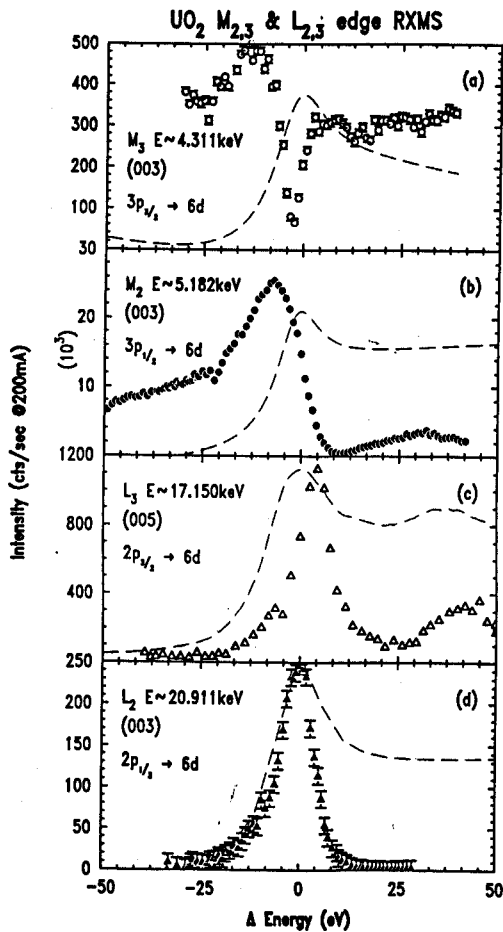 UO₂ M₂,₃ & L₂,₃ edge RXMS
500
400
300
200
100
30
(a)
M₃ E~4.311keV
(003)
3p₃/₂ → 6d
20
10
(10³)
1200
(b)
M₂ E~5.182keV
(003)
3p₁/₂ → 6d
800
400
250
(c)
L₃ E~17.150keV
(005)
2p₃/₂ → 6d
200
150
100
50
0
(d)
L₂ E~20.911keV
(003)
2p₁/₂ → 6d
Intensity (cts/sec @200mA)
-50 -25 0 25 50
Δ Energy (eV)